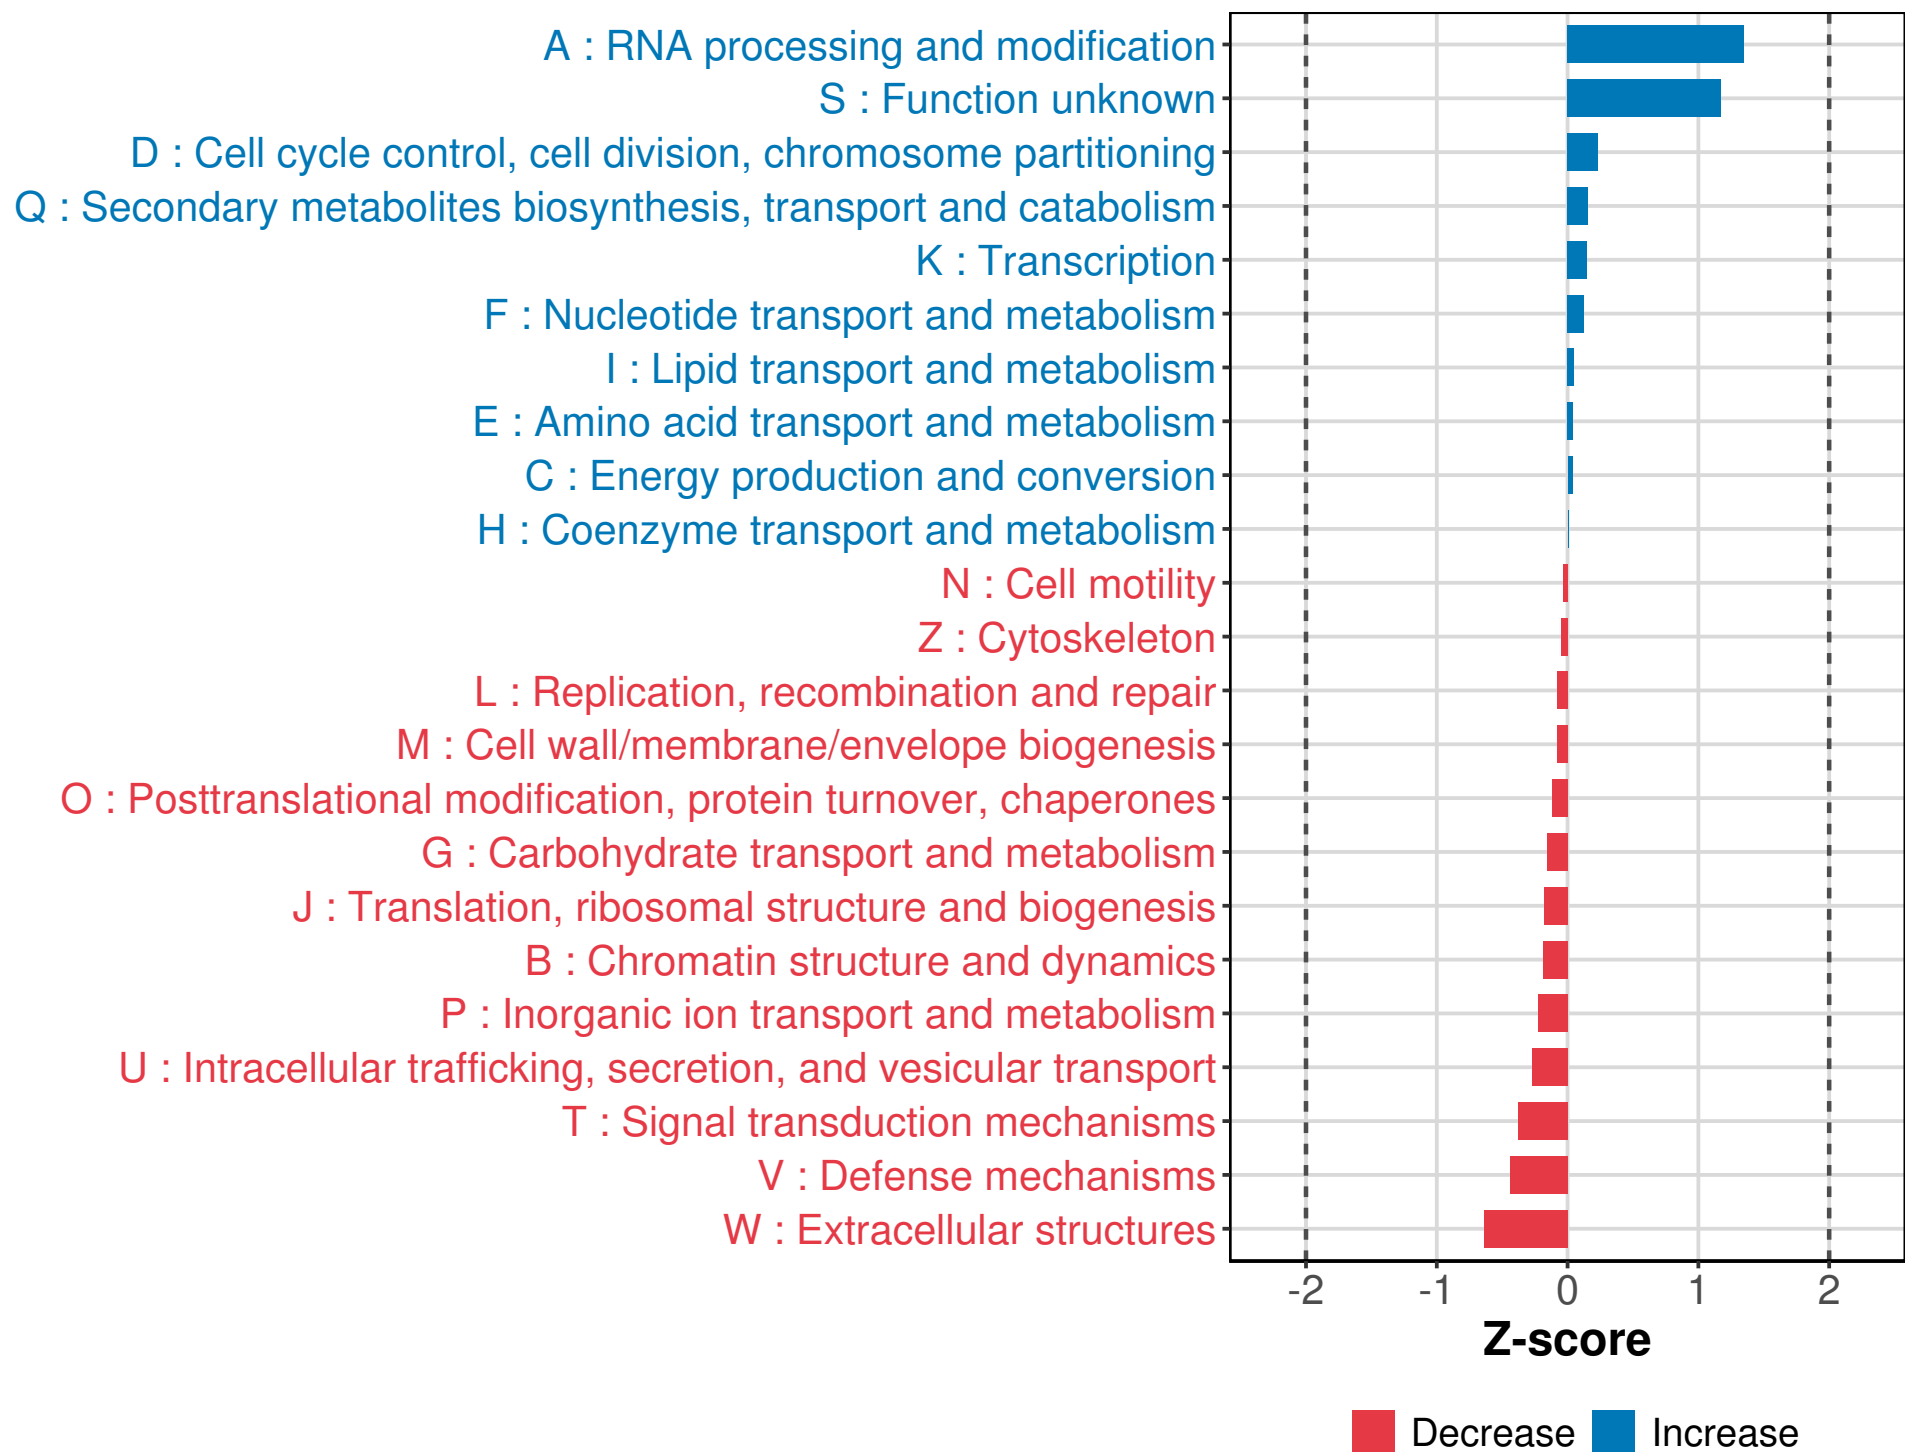 A : RNA processing and modification
S : Function unknown
D : Cell cycle control, cell division, chromosome partitioning
Q : Secondary metabolites biosynthesis, transport and catabolism
K : Transcription
F : Nucleotide transport and metabolism
I : Lipid transport and metabolism
E : Amino acid transport and metabolism
C : Energy production and conversion
H : Coenzyme transport and metabolism
N : Cell motility
Z : Cytoskeleton
L : Replication, recombination and repair
M : Cell wall/membrane/envelope biogenesis
O : Posttranslational modification, protein turnover, chaperones
G : Carbohydrate transport and metabolism
J : Translation, ribosomal structure and biogenesis
B : Chromatin structure and dynamics
P : Inorganic ion transport and metabolism
U : Intracellular trafficking, secretion, and vesicular transport
T : Signal transduction mechanisms
V : Defense mechanisms
W : Extracellular structures
-2 -1 0 1 2
Z-score
Decrease Increase